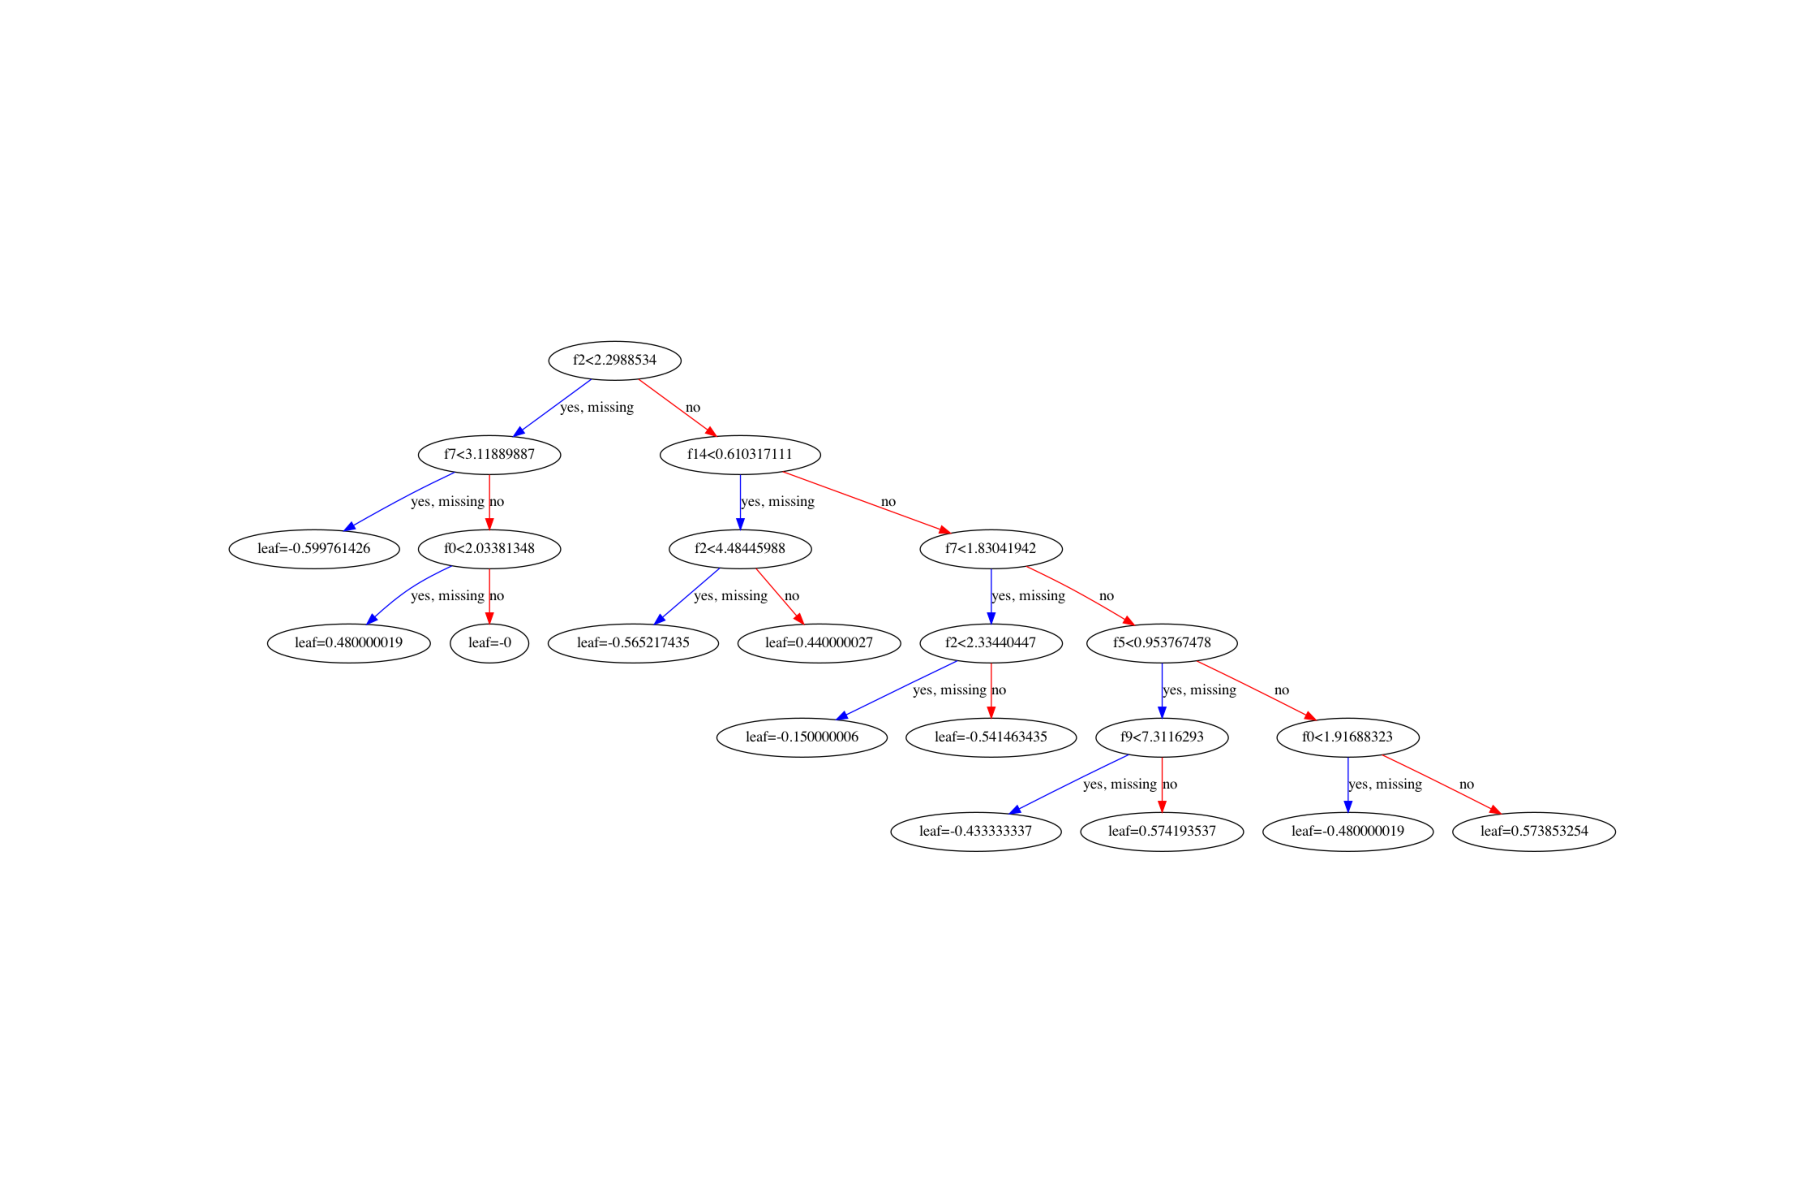 f2<2.2988534
yes, missing
no
f7<3.11889887
f14<0.610317111
yes, missing
no
yes, missing
no
leaf=-0.599761426
f0<2.03381348
f2<4.48445988
f7<1.83041942
yes, missing
no
yes, missing
no
yes, missing
no
leaf=0.480000019
leaf=-0
leaf=-0.565217435
leaf=0.440000027
f2<2.33440447
f5<0.953767478
yes, missing
no
yes, missing
no
leaf=-0.150000006
leaf=-0.541463435
f9<7.3116293
f0<1.91688323
yes, missing
no
yes, missing
no
leaf=-0.433333337
leaf=0.574193537
leaf=-0.480000019
leaf=0.573853254